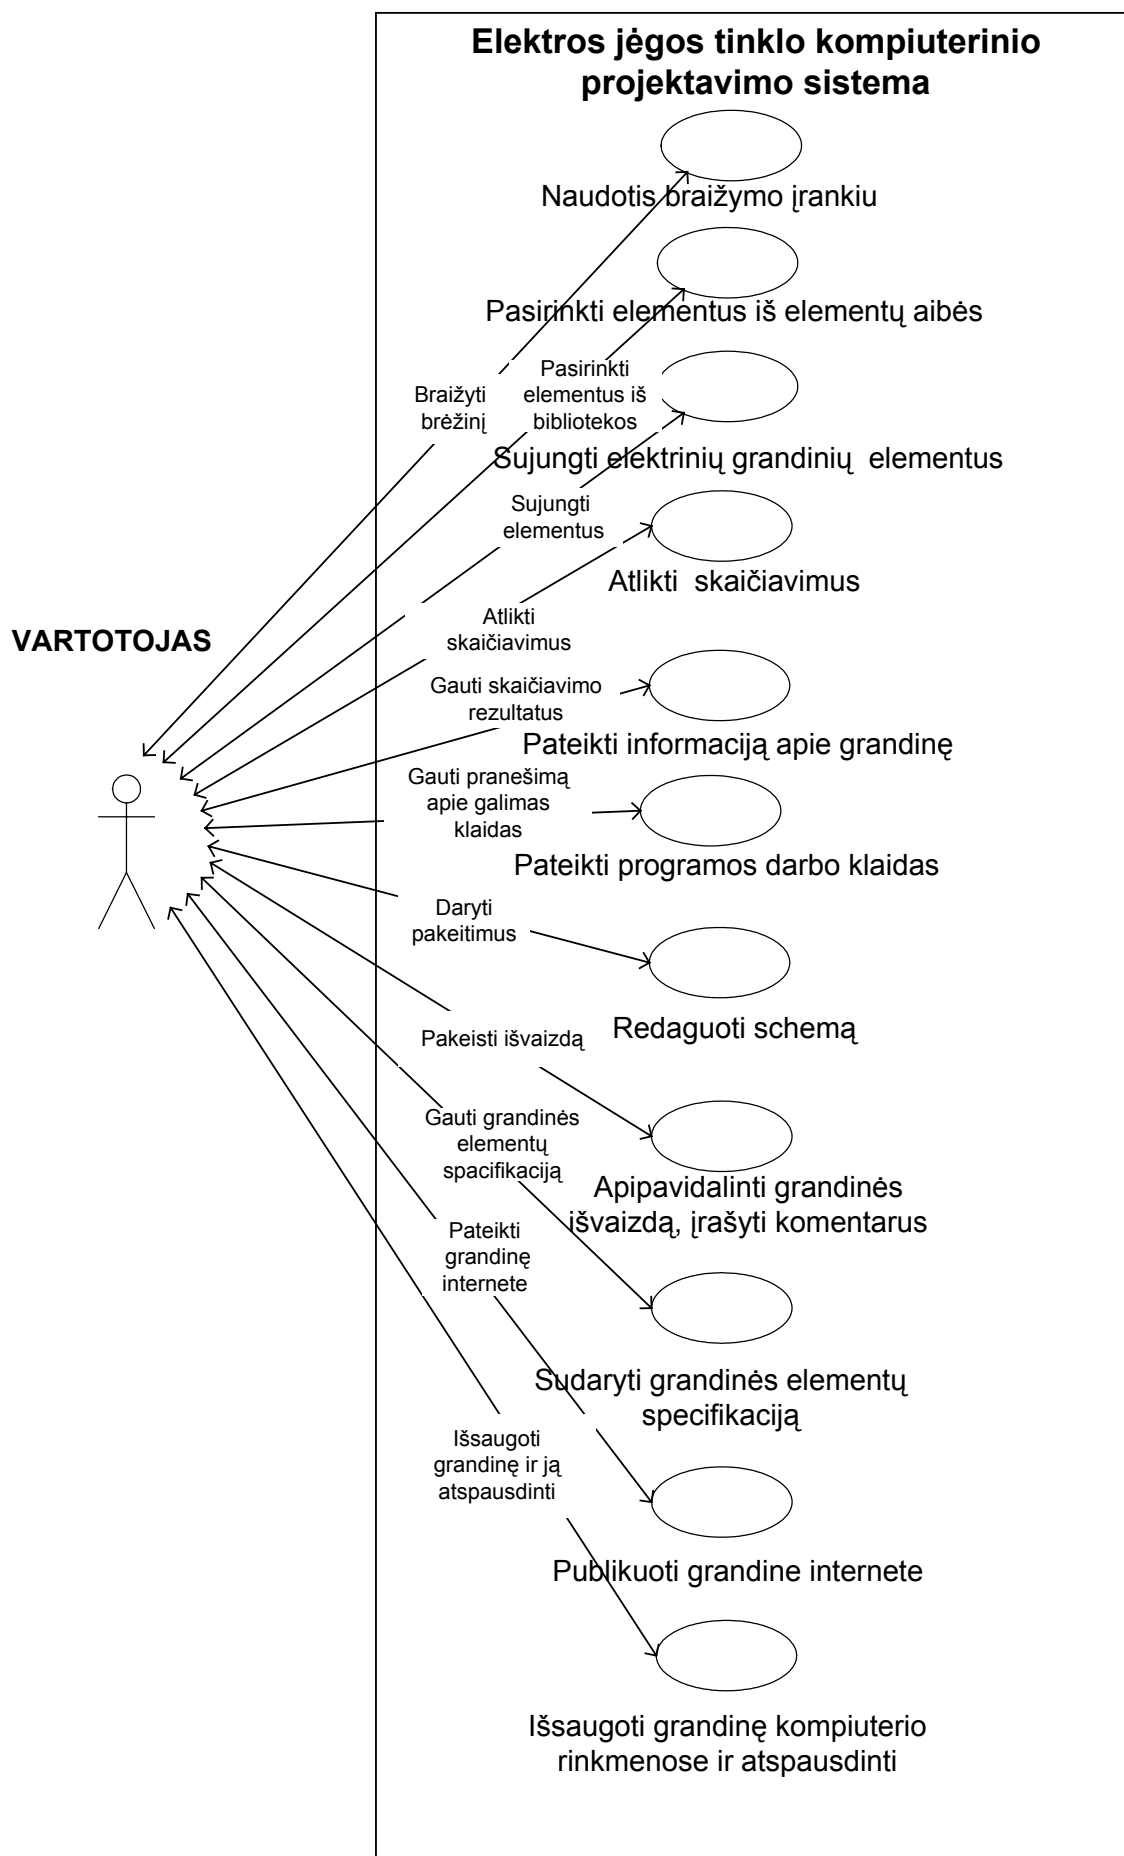 Elektros jėgos tinklo kompiuterinio
projektavimo sistema
Naudotis braižymo įrankiu
Pasirinkti elementus iš elementų aibės
Braižyti
brėžinį
Pasirinkti
elementus iš
bibliotekos
Sujungti elektrinių grandinių elementus
Sujungti
elementus
Atlikti skaičiavimus
Atlikti
skaičiavimus
VARTOTOJAS
Gauti skaičiavimo
rezultatus
Pateikti informaciją apie grandinę
Gauti pranešimą
apie galimas
klaidas
Pateikti programos darbo klaidas
Daryti
pakeitimus
Redaguoti schemą
Pakeisti išvaizdą
Gauti grandinės
elementų
spacifikaciją
Apipavidalinti grandinės
išvaizdą, įrašyti komentarus
Pateikti
grandinę
internete
Sudaryti grandinės elementų
specifikaciją
Išsaugoti
grandinę ir ją
atspausdinti
Publikuoti grandine internete
Išsaugoti grandinę kompiuterio
rinkmenose ir atspausdinti